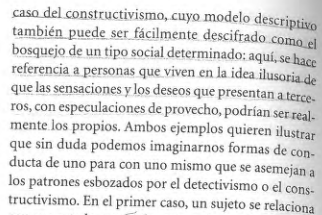 caso del constructivismo, cuyo modelo descriptivo
también puede ser fácilmente descifrado como el
bosquejo de un tipo social determinado: aquí, se hace
referencia a personas que viven en la idea ilusoria de
que las sensaciones y los deseos que presentan a terce-
ros, con especulaciones de provecho, podrían ser real-
mente los propios. Ambos ejemplos quieren ilustrar
que sin duda podemos imaginarnos formas de con-
ducta de uno para con uno mismo que se asemejan a
los patrones esbozados por el detectivismo o el cons-
tructivismo. En el primer caso, un sujeto se relaciona